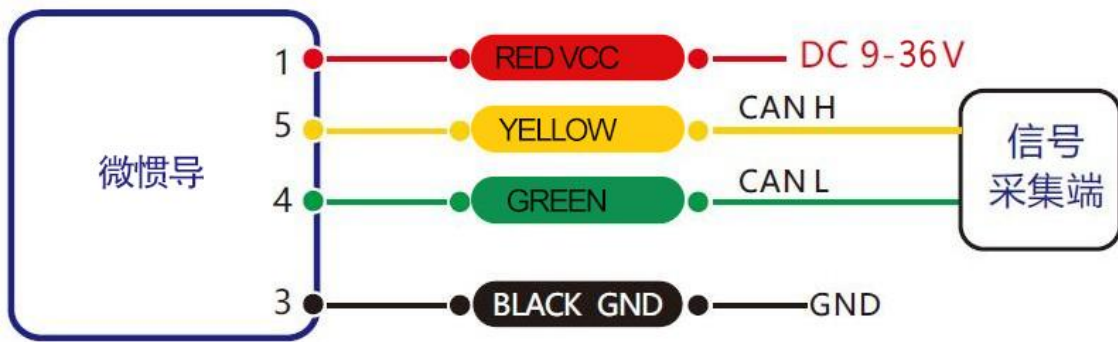 1 RED VCC DC 9-36V
5 YELLOW CAN H
微惯导
4 GREEN CAN L
信号
采集端
3 BLACK GND GND